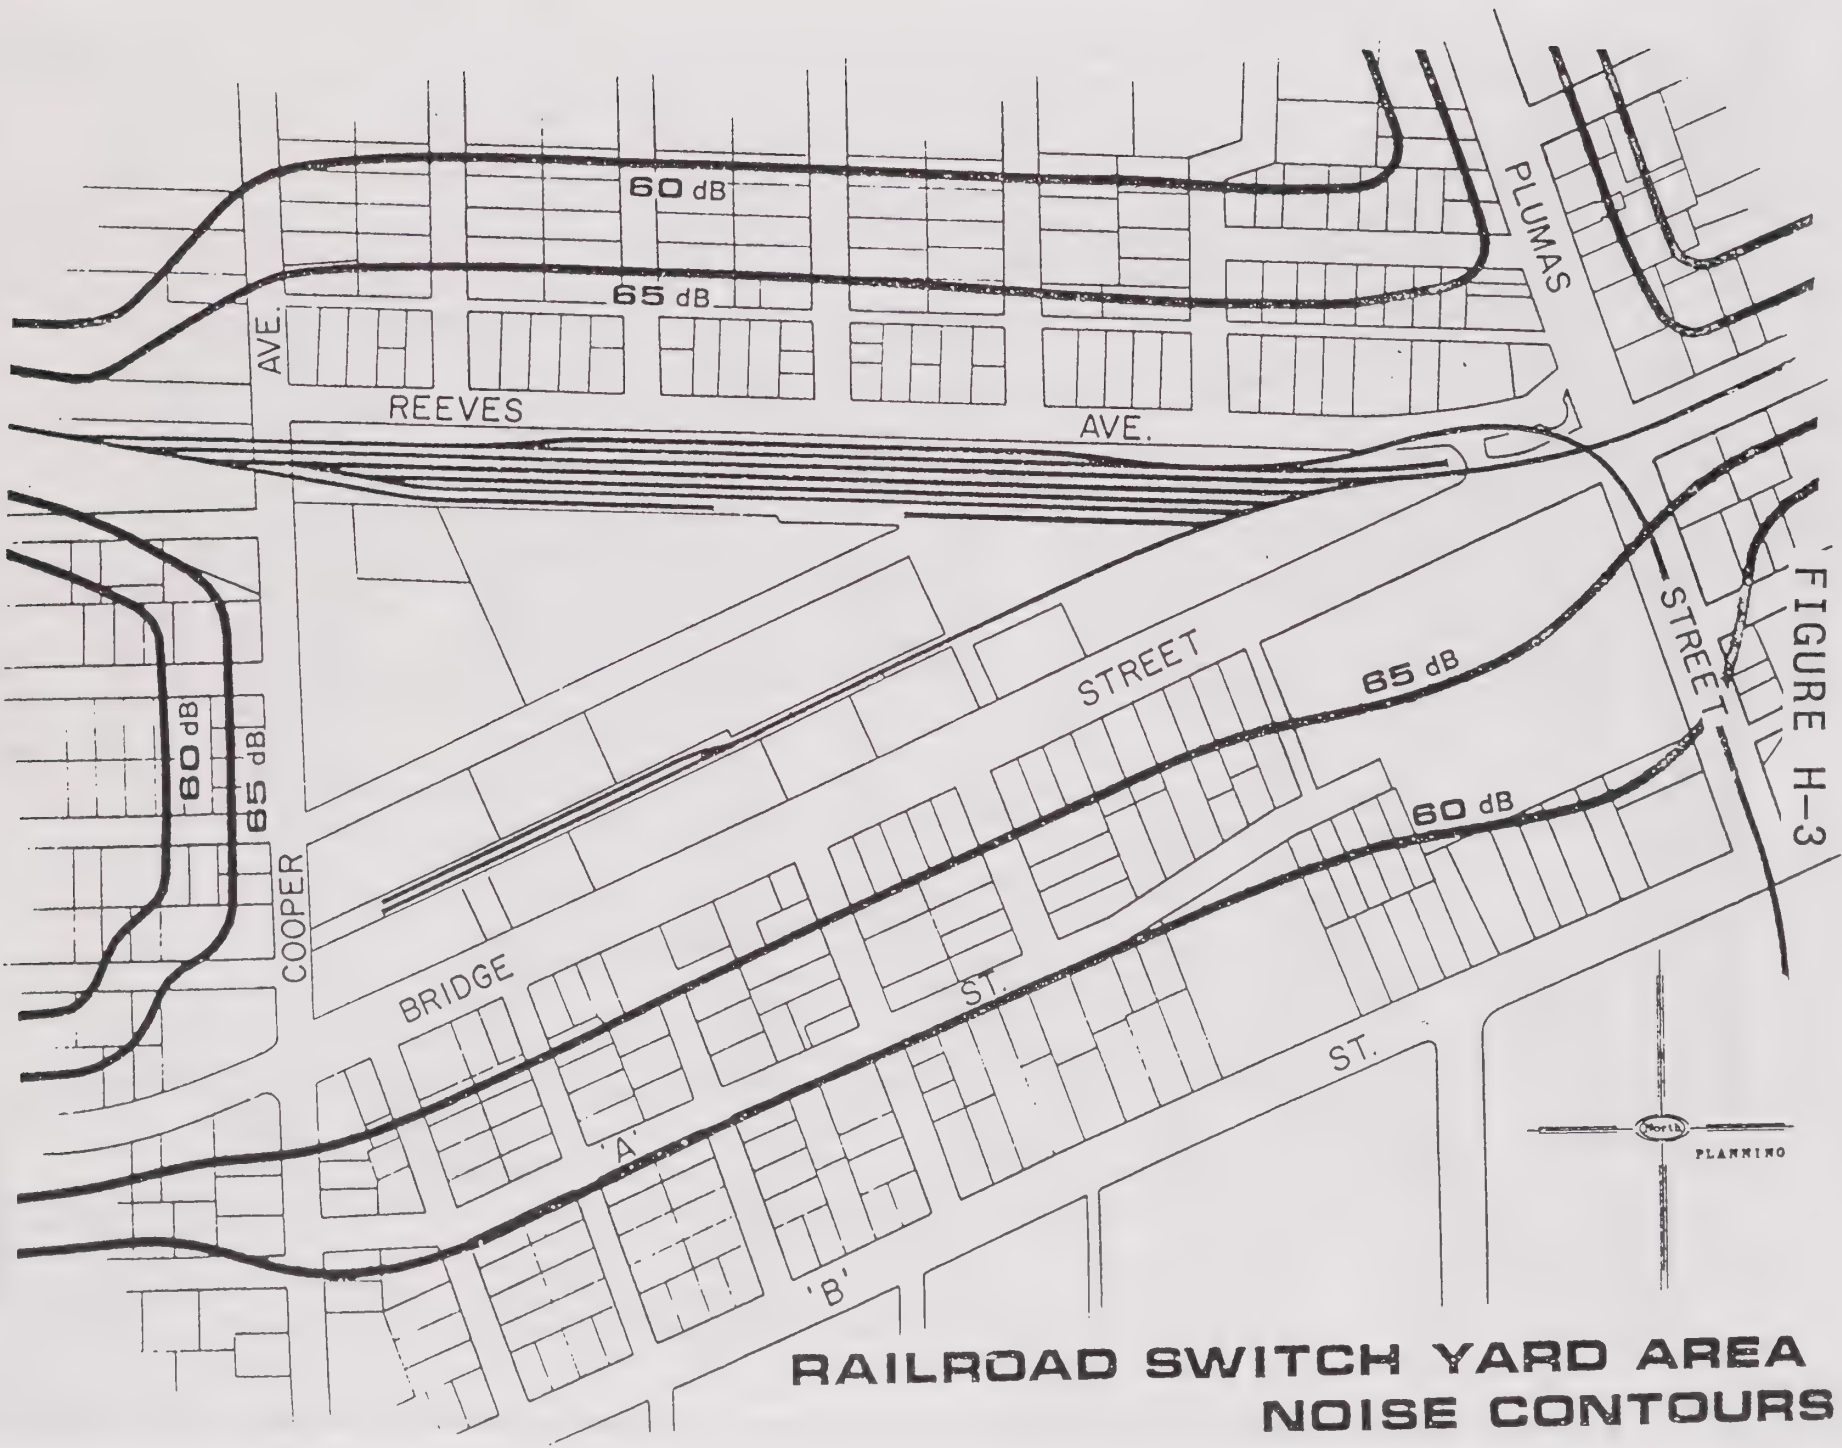 60 dB
65 dB
PLUMAS
AVE.
REEVES
AVE.
STREET
STREET
65 dB
60 dB
60 dB
65 dB
COOPER
BRIDGE
ST.
ST.
'A'
'B'
North
PLANNING
FIGURE H-3
RAILROAD SWITCH YARD AREA
NOISE CONTOURS